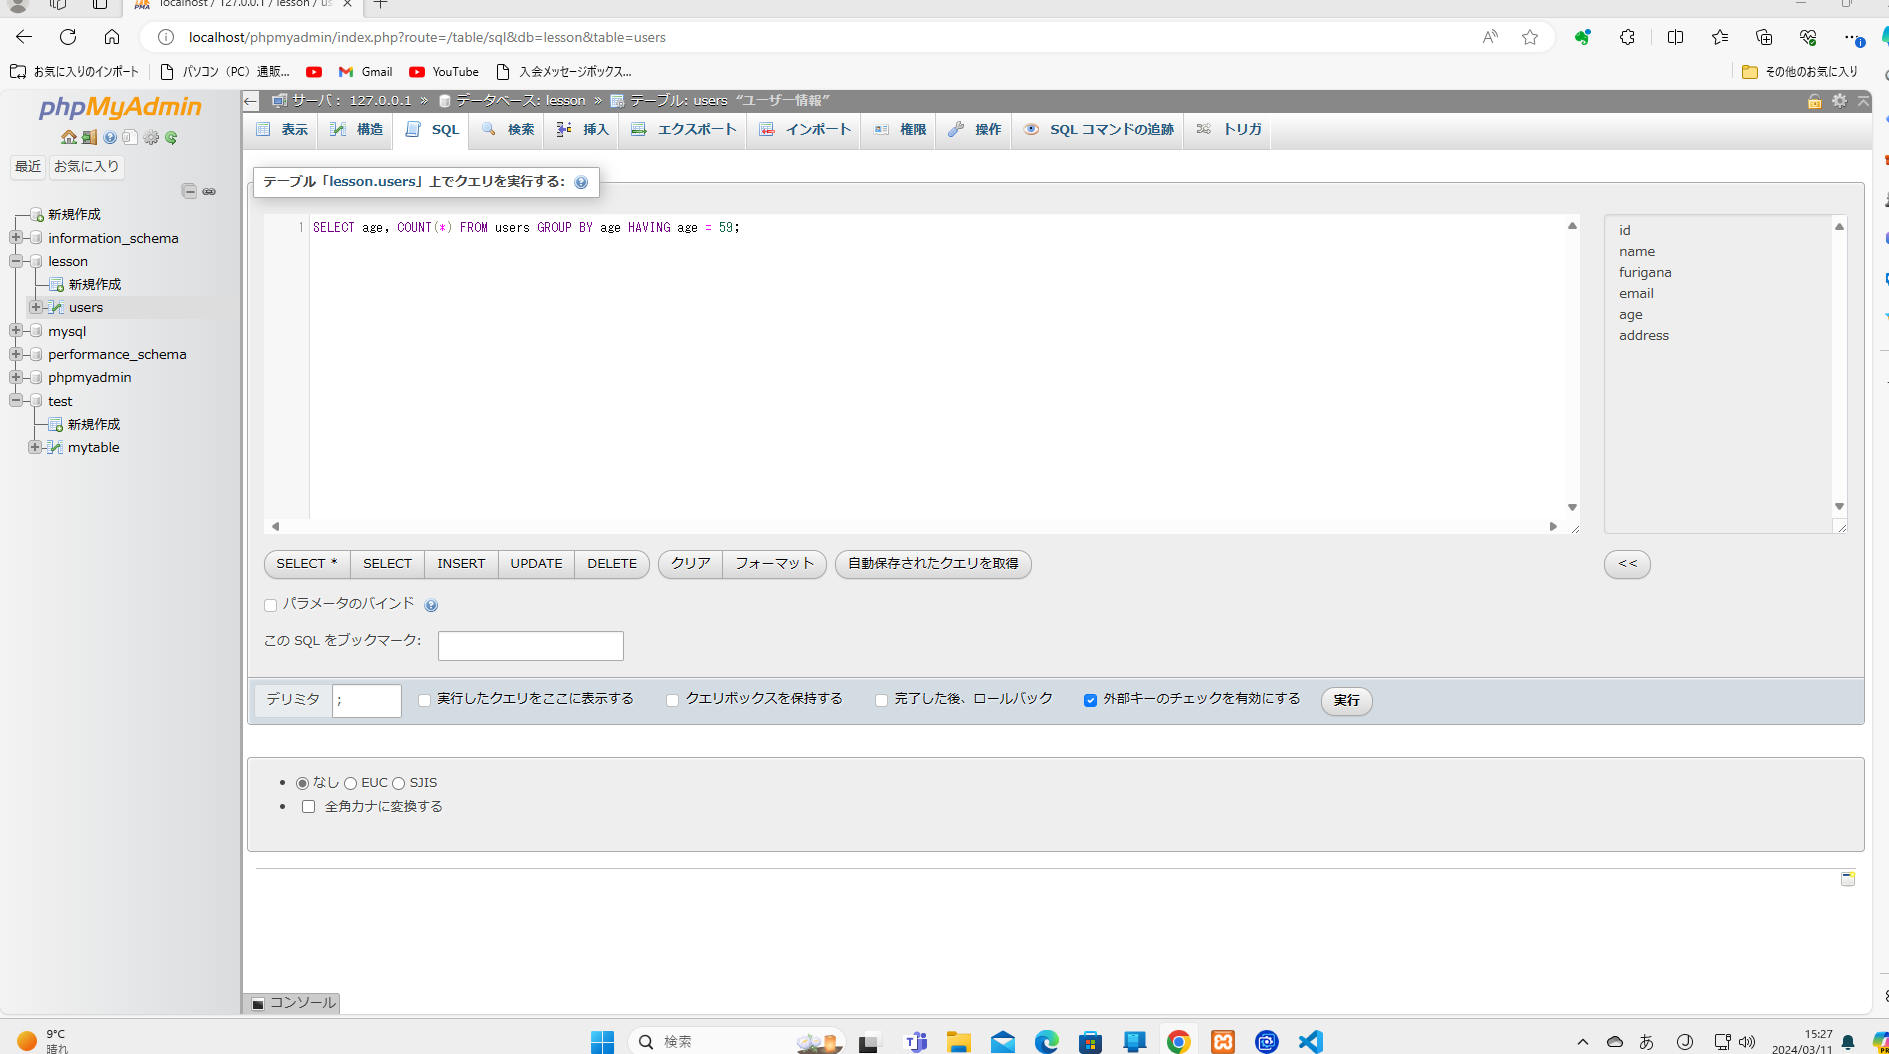 localhost / 127.0.0.1 / lesson / us
localhost/phpmyadmin/index.php?route=/table/sql&db=lesson&table=users
お気に入りのインポート
パソコン（PC）通販...
Gmail
YouTube
入会メッセージボックス...
その他のお気に入り
phpMyAdmin
最近
お気に入り
新規作成
information_schema
lesson
新規作成
users
mysql
performance_schema
phpmyadmin
test
新規作成
mytable
サーバ： 127.0.0.1 » データベース: lesson » テーブル: users “ユーザー情報”
表示
構造
SQL
検索
挿入
エクスポート
インポート
権限
操作
SQL コマンドの追跡
トリガ
テーブル「lesson.users」上でクエリを実行する:
1 SELECT age, COUNT(*) FROM users GROUP BY age HAVING age = 59;
id
name
furigana
email
age
address
SELECT *
SELECT
INSERT
UPDATE
DELETE
クリア
フォーマット
自動保存されたクエリを取得
<<
パラメータのバインド
この SQL をブックマーク:
デリミタ
;
実行したクエリをここに表示する
クエリボックスを保持する
完了した後、ロールバック
外部キーのチェックを有効にする
実行
なし EUC SJIS
全角カナに変換する
コンソール
9°C
晴れ
検索
あ
15:27
2024/03/11